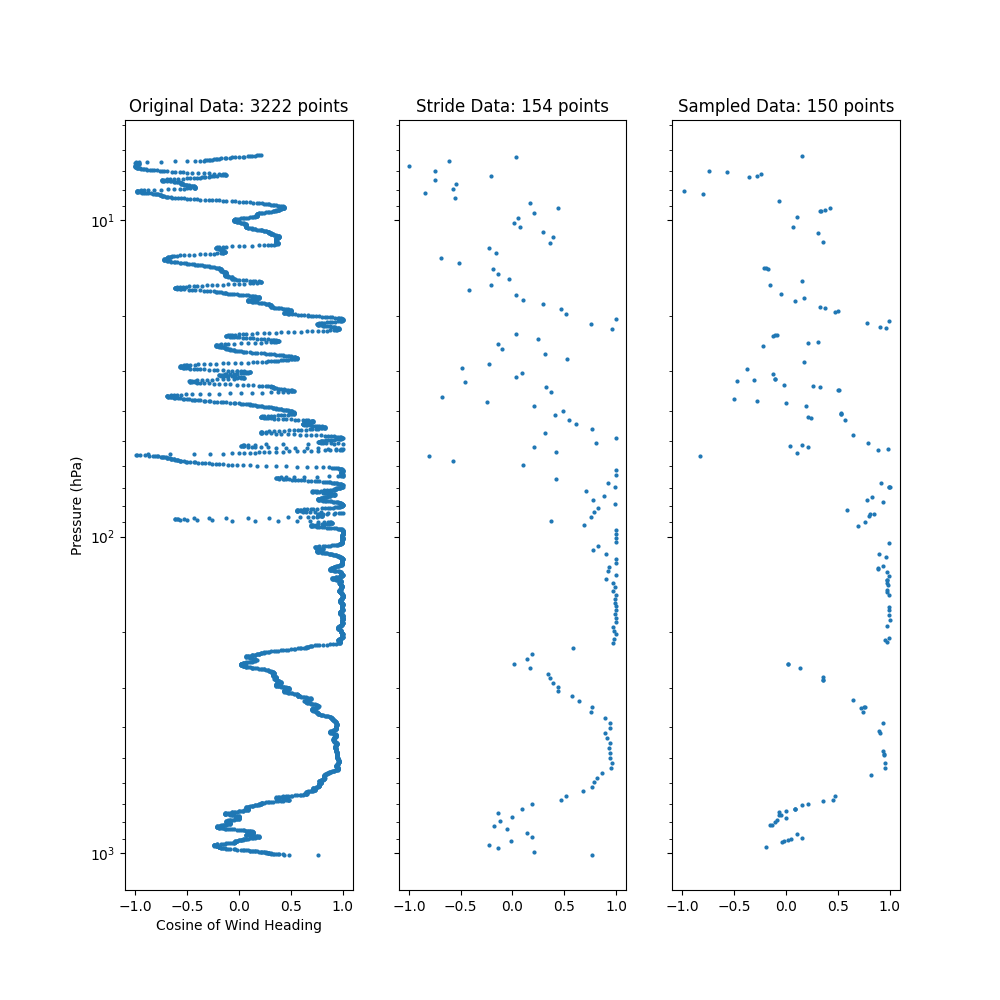 Original Data: 3222 points
Stride Data: 154 points
Sampled Data: 150 points
Pressure (hPa)
10¹
10²
10³
−1.0 −0.5 0.0 0.5 1.0
−1.0 −0.5 0.0 0.5 1.0
−1.0 −0.5 0.0 0.5 1.0
Cosine of Wind Heading